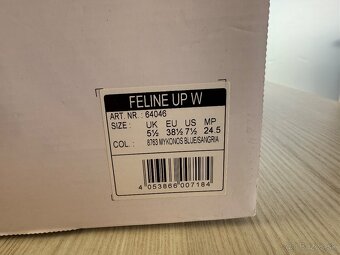 FELINE UP W
ART. NR.: 64046
SIZE: UK EU US MP
5½ 38½ 7½ 24.5
COL.: 8763 MYKONOS BLUE/SANGRIA
4 053866 007184